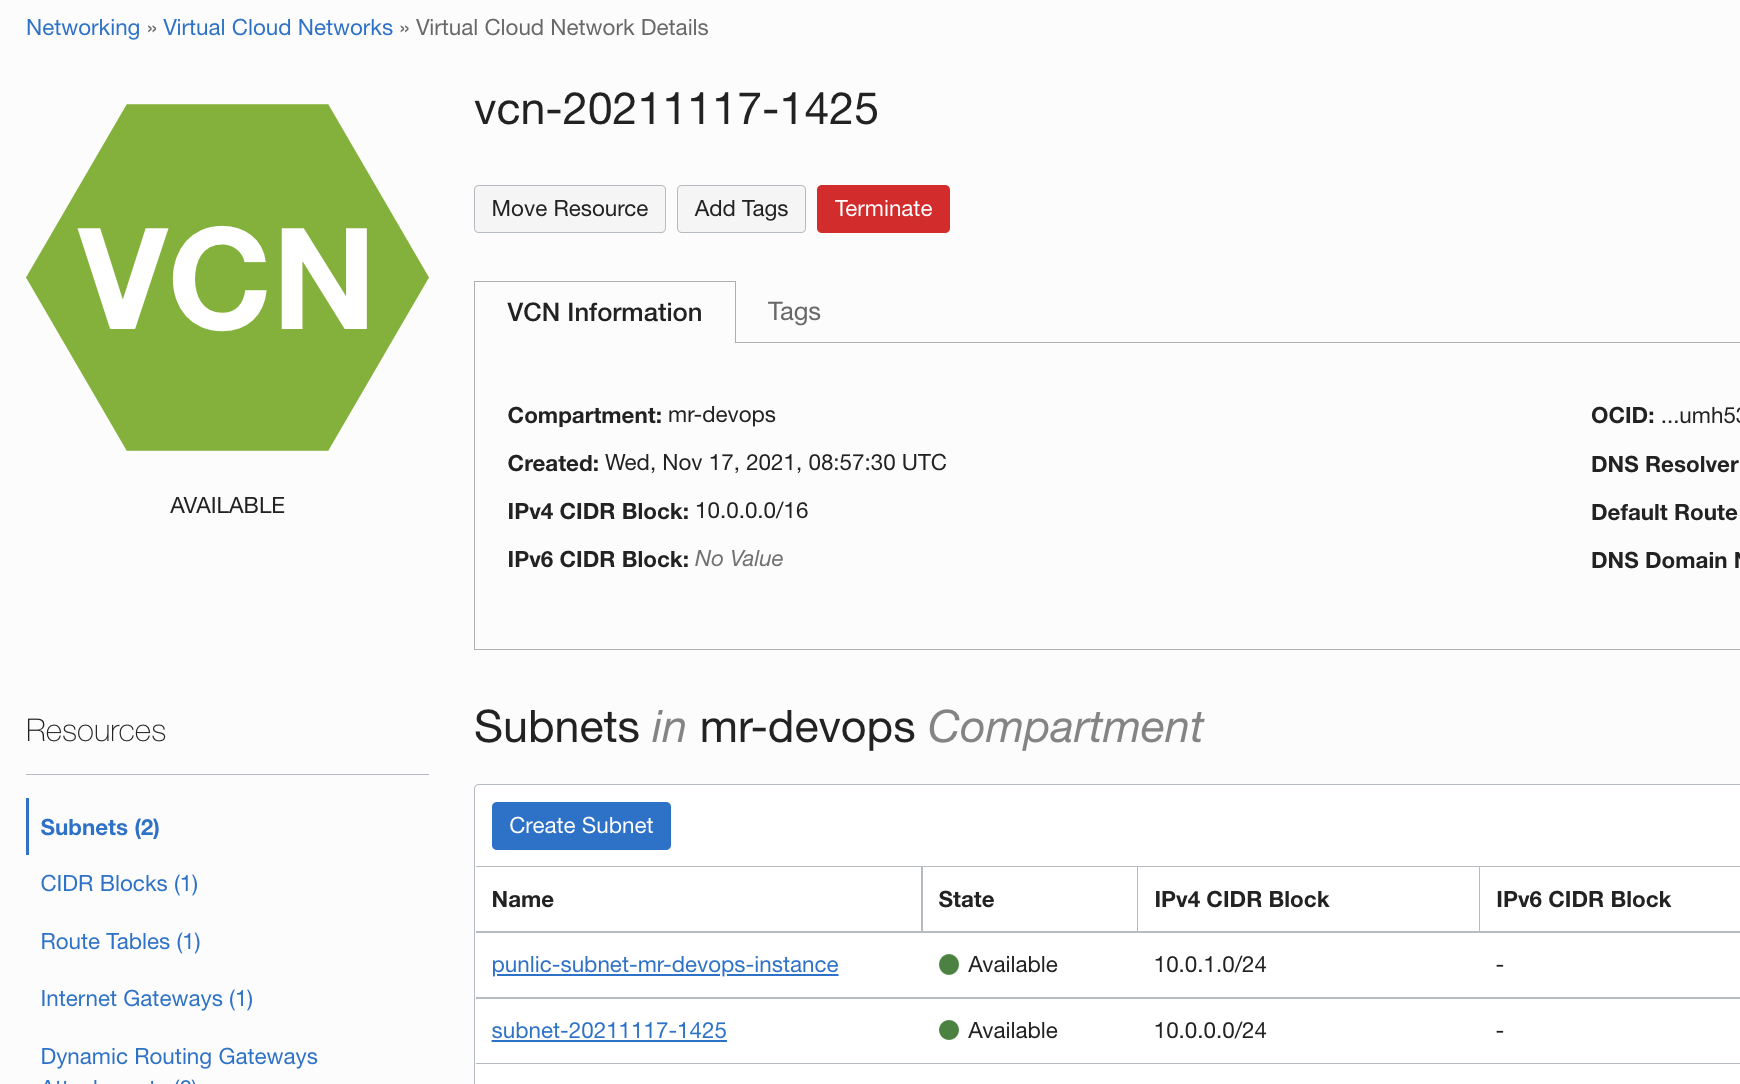 Networking » Virtual Cloud Networks » Virtual Cloud Network Details
VCN
AVAILABLE
vcn-20211117-1425
Move Resource Add Tags Terminate
VCN Information Tags
Compartment: mr-devops
Created: Wed, Nov 17, 2021, 08:57:30 UTC
IPv4 CIDR Block: 10.0.0.0/16
IPv6 CIDR Block: No Value
OCID: ...umh53
DNS Resolver
Default Route
DNS Domain
Resources
Subnets (2)
CIDR Blocks (1)
Route Tables (1)
Internet Gateways (1)
Dynamic Routing Gateways
Subnets in mr-devops Compartment
Create Subnet
Name State IPv4 CIDR Block IPv6 CIDR Block
punlic-subnet-mr-devops-instance Available 10.0.1.0/24 -
subnet-20211117-1425 Available 10.0.0.0/24 -